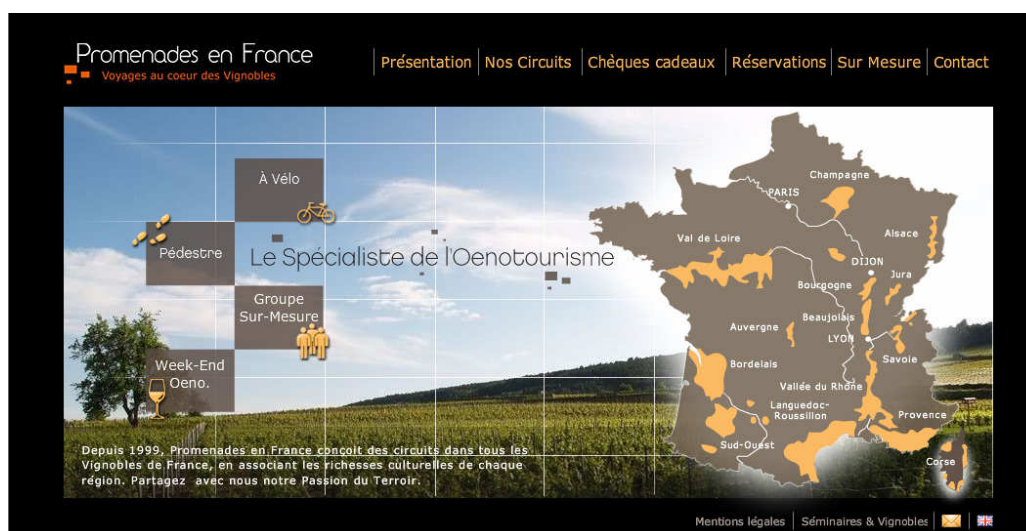 Promenades en France
Voyages au coeur des Vignobles
Présentation
Nos Circuits
Chèques cadeaux
Réservations
Sur Mesure
Contact
À Vélo
Pédestre
Le Spécialiste de l'Oenotourisme
Groupe
Sur-Mesure
Week-End
Oeno.
Champagne
PARIS
Alsace
Val de Loire
DIJON
Jura
Bourgogne
Beaujolais
Auvergne
LYON
Savoie
Bordelais
Vallée du Rhône
Languedoc-
Roussillon
Provence
Sud-Ouest
Corse
Depuis 1999, Promenades en France conçoit des circuits dans tous les
Vignobles de France, en associant les richesses culturelles de chaque
région. Partagez avec nous notre Passion du Terroir.
Mentions légales
Séminaires & Vignobles